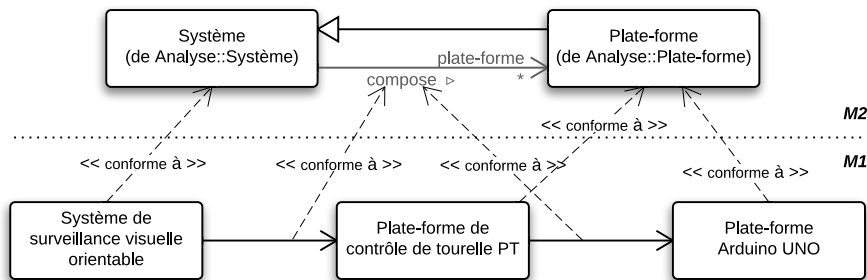 Système
(de Analyse::Système)
Plate-forme
(de Analyse::Plate-forme)
plate-forme
compose ▹
*
<< conforme à >>
M2
<< conforme à >>
<< conforme à >>
<< conforme à >>
<< conforme à >>
M1
Système de
surveillance visuelle
orientable
Plate-forme de
contrôle de tourelle PT
Plate-forme
Arduino UNO